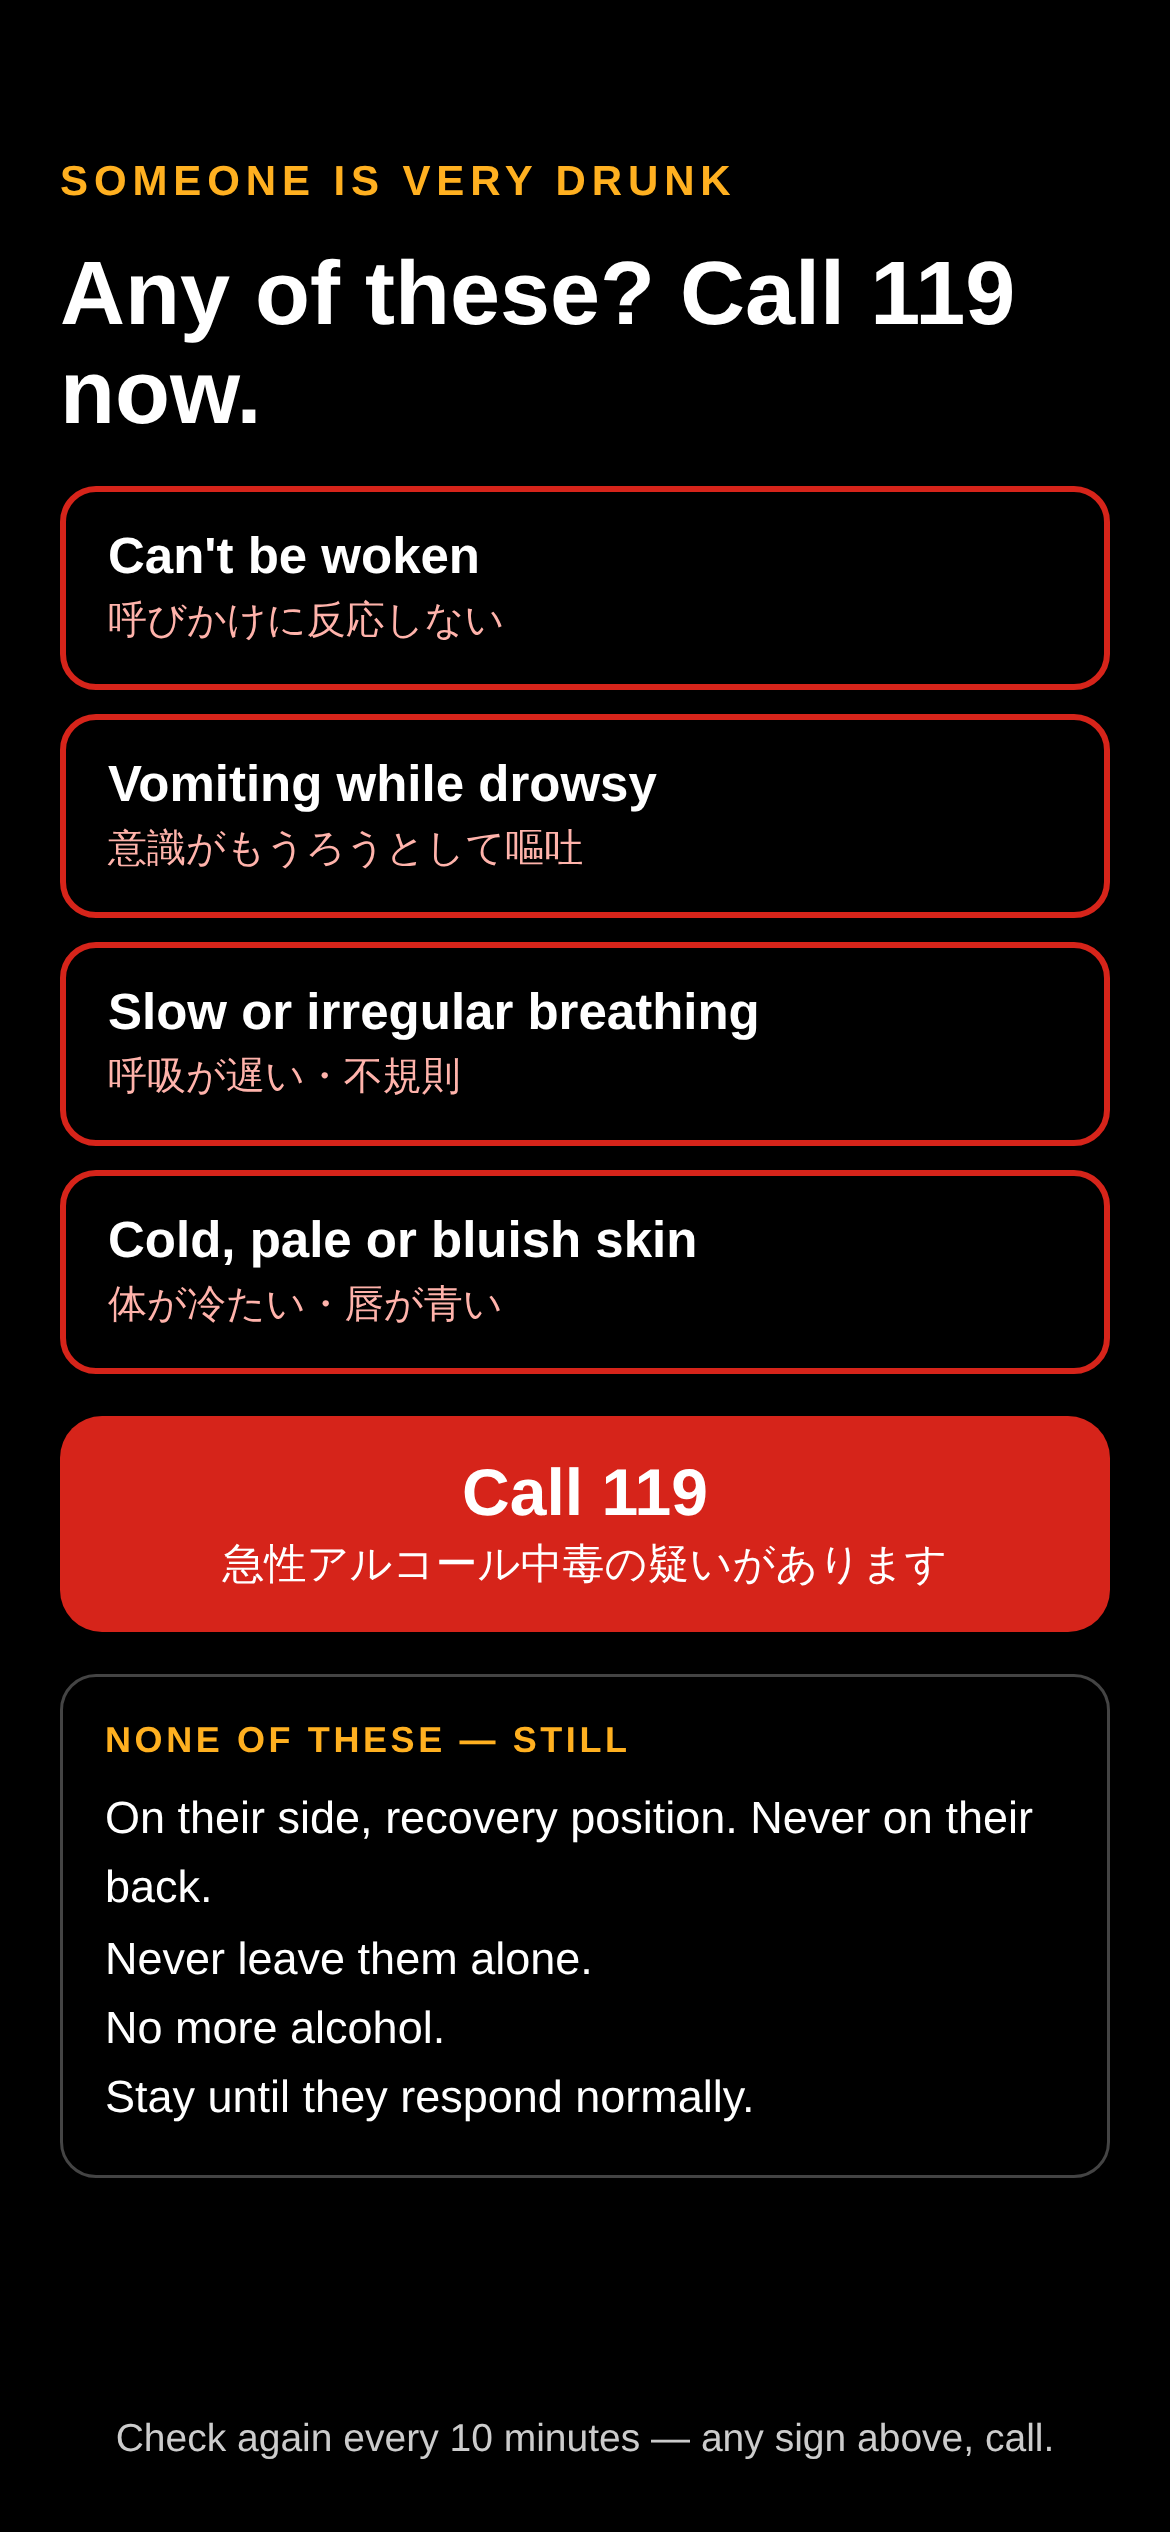 SOMEONE IS VERY DRUNK
Any of these? Call 119
now.
Can't be woken
呼びかけに反応しない
Vomiting while drowsy
意識がもうろうとして嘔吐
Slow or irregular breathing
呼吸が遅い・不規則
Cold, pale or bluish skin
体が冷たい・唇が青い
Call 119
急性アルコール中毒の疑いがあります
NONE OF THESE — STILL
On their side, recovery position. Never on their
back.
Never leave them alone.
No more alcohol.
Stay until they respond normally.
Check again every 10 minutes — any sign above, call.